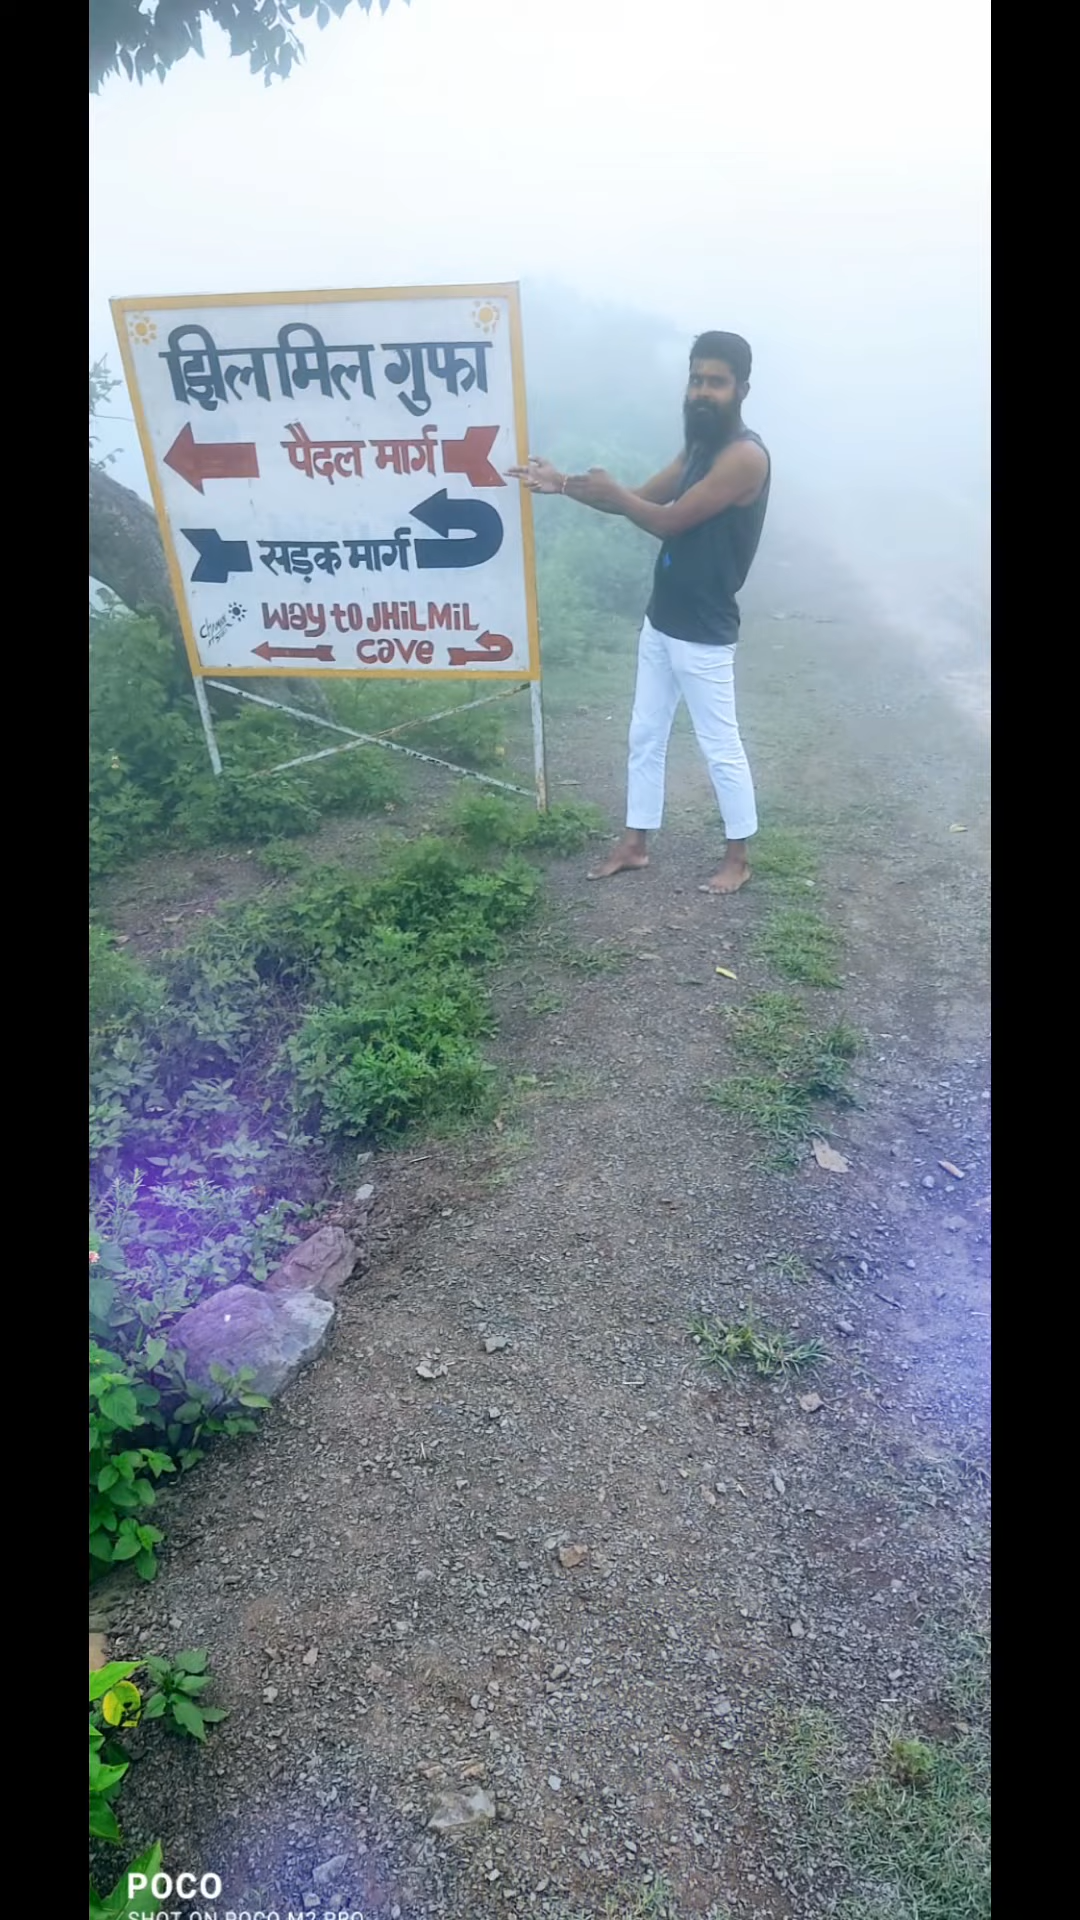 झिलमिल गुफा
पैदल मार्ग
सड़क मार्ग
Way to JHiLMiL
Cave
POCO
SHOT ON POCO M2 PRO